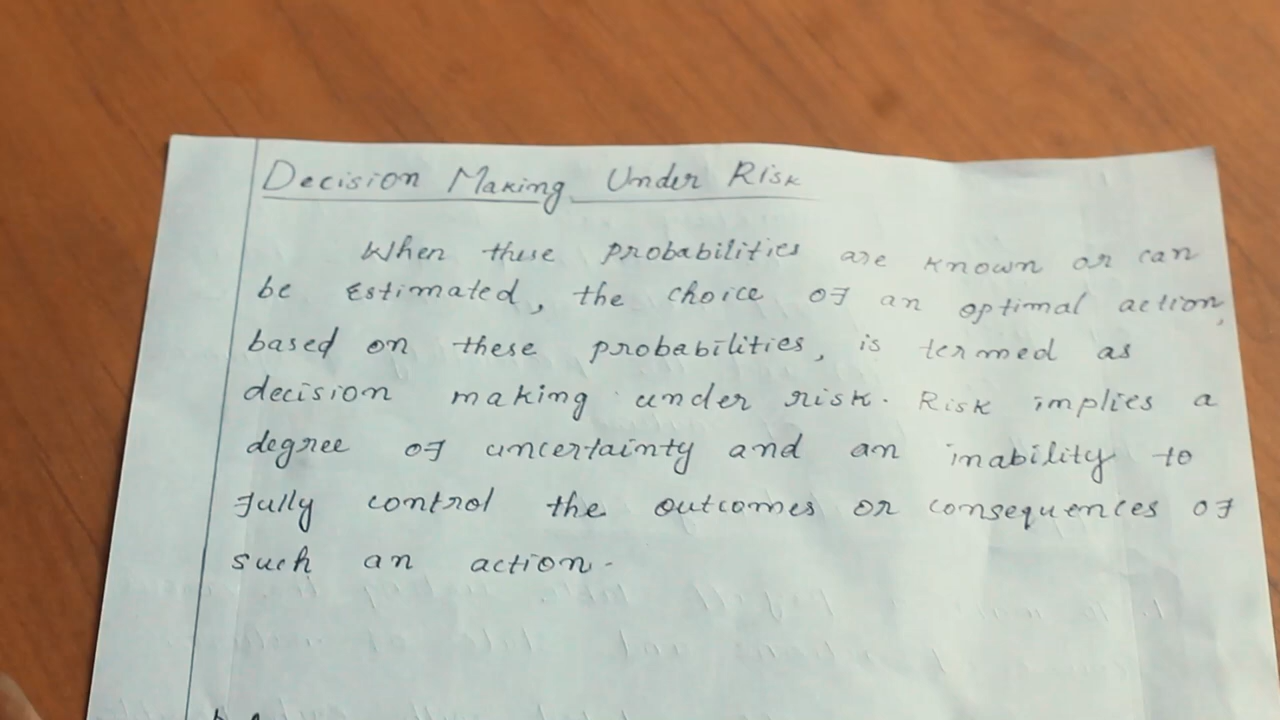 Decision Making Under Risk
When these probabilities are known or can
be Estimated, the choice of an optimal action,
based on these probabilities, is termed as
decision making under risk. Risk implies a
degree of uncertainty and an inability to
fully control the outcomes or consequences of
such an action.